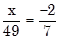 x/49 = -2/7